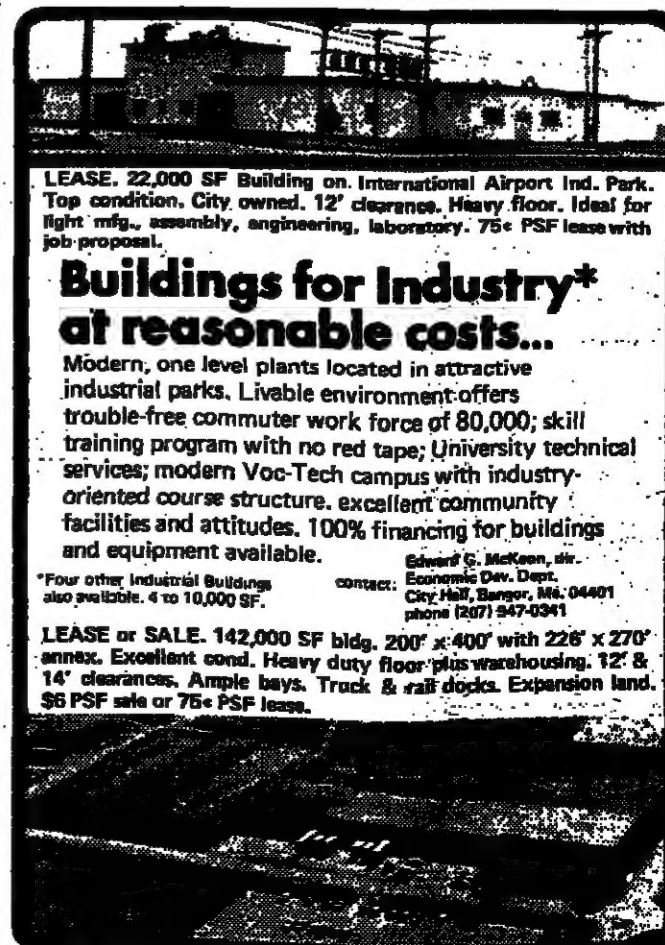 LEASE. 22,000 SF Building on. International Airport Ind. Park.
Top condition. City owned. 12' clearance. Heavy floor. Ideal for
light mfg., assembly, engineering, laboratory. 75¢ PSF lease with
job proposal.
Buildings for Industry*
at reasonable costs...
Modern, one level plants located in attractive
industrial parks. Livable environment offers
trouble-free commuter work force of 80,000; skill
training program with no red tape; University technical
services; modern Voc-Tech campus with industry-
oriented course structure. excellent community
facilities and attitudes. 100% financing for buildings
and equipment available.
*Four other Industrial Buildings
also available. 4 to 10,000 SF.
contact:
Edward G. McKeon, dir.
Economic Dev. Dept.
City Hall, Bangor, Me. 04401
phone (207) 947-0341
LEASE or SALE. 142,000 SF bldg. 200' x 400' with 226' x 270'
annex. Excellent cond. Heavy duty floor plus warehousing. 12' &
14' clearances. Ample bays. Truck & rail docks. Expansion land.
$6 PSF sale or 75¢ PSF lease.